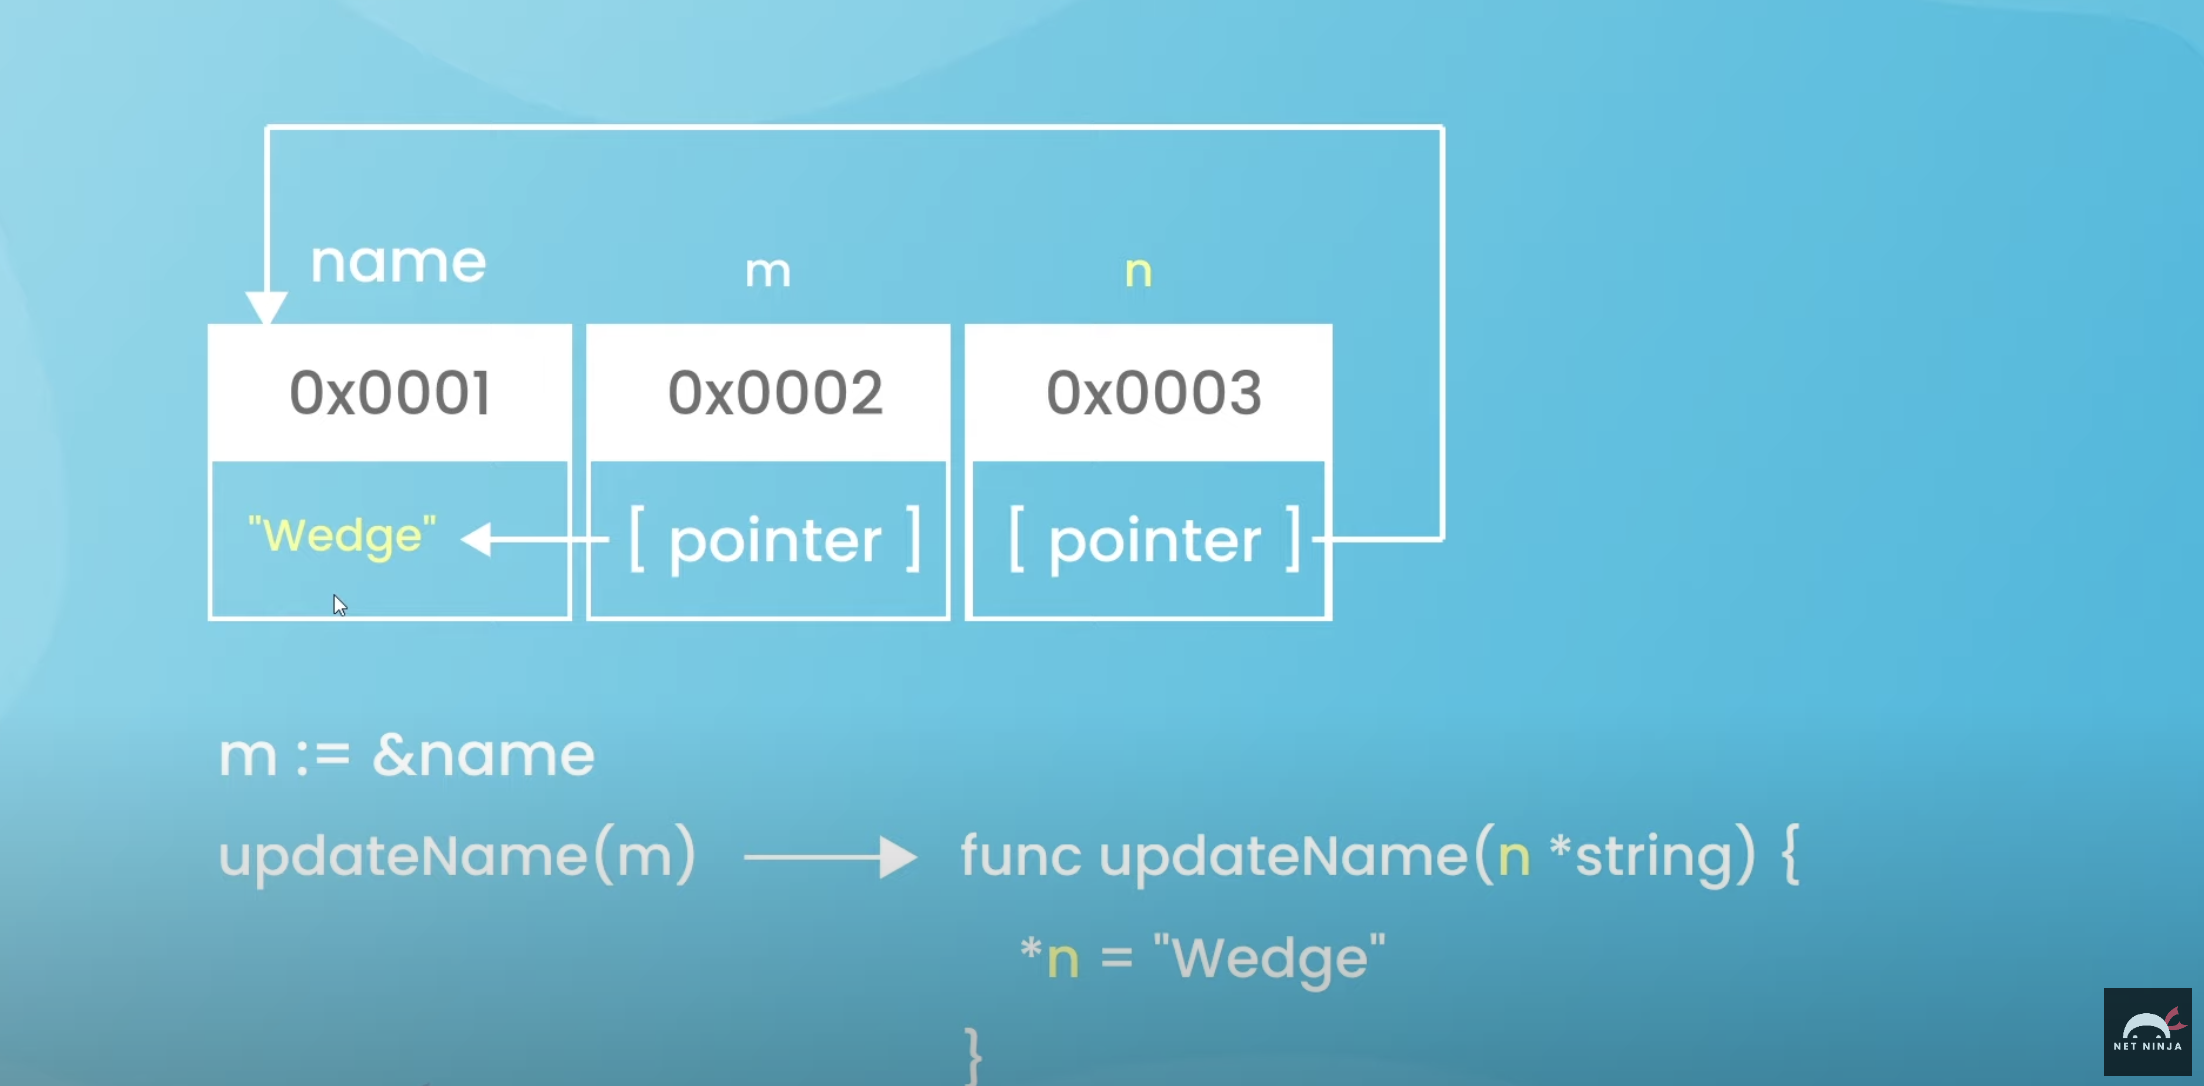 name m n
0x0001 0x0002 0x0003
"Wedge" [ pointer ] [ pointer ]
m := &name
updateName(m) func updateName(n *string) {
*n = "Wedge"
}
NET NINJA